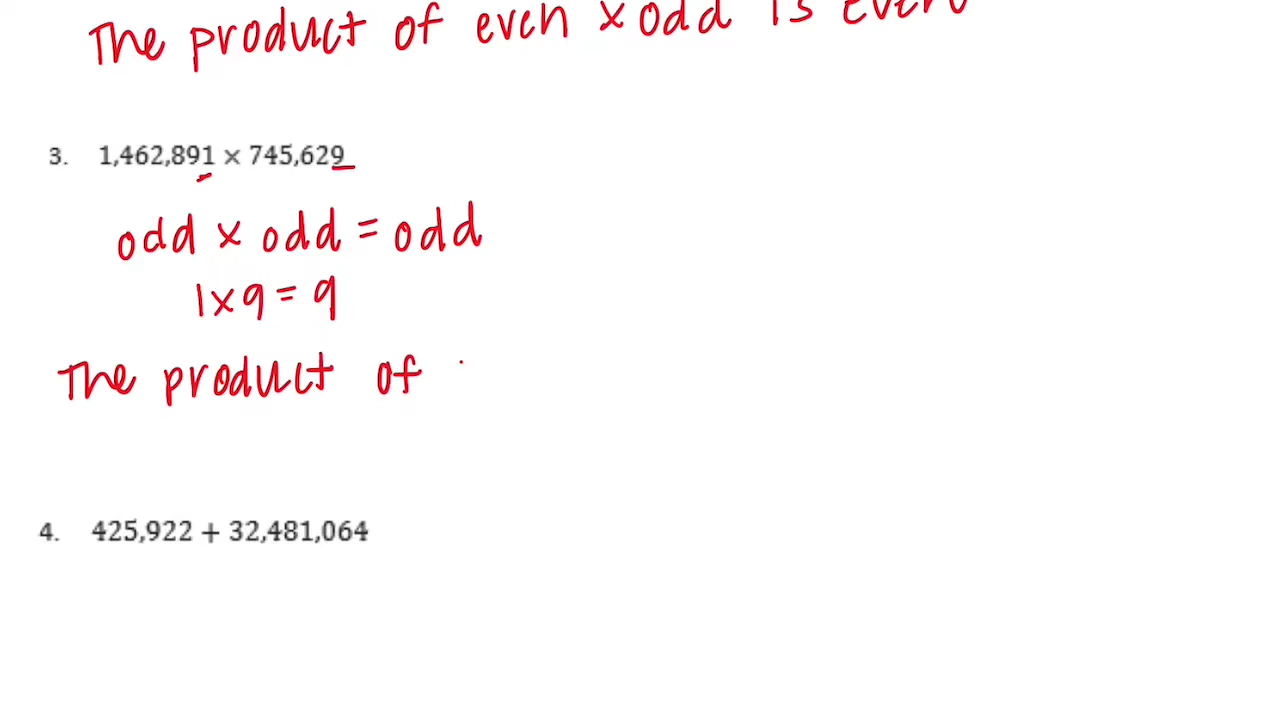 The product of even × odd is even
3. 1,462,891 × 745,629
odd × odd = odd
1 × 9 = 9
The product of
4. 425,922 + 32,481,064